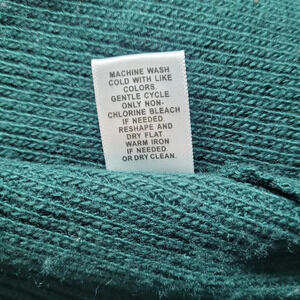 MACHINE WASH
COLD WITH LIKE
COLORS.
GENTLE CYCLE.
ONLY NON-
CHLORINE BLEACH
IF NEEDED.
RESHAPE AND
DRY FLAT.
WARM IRON
IF NEEDED.
OR DRY CLEAN.